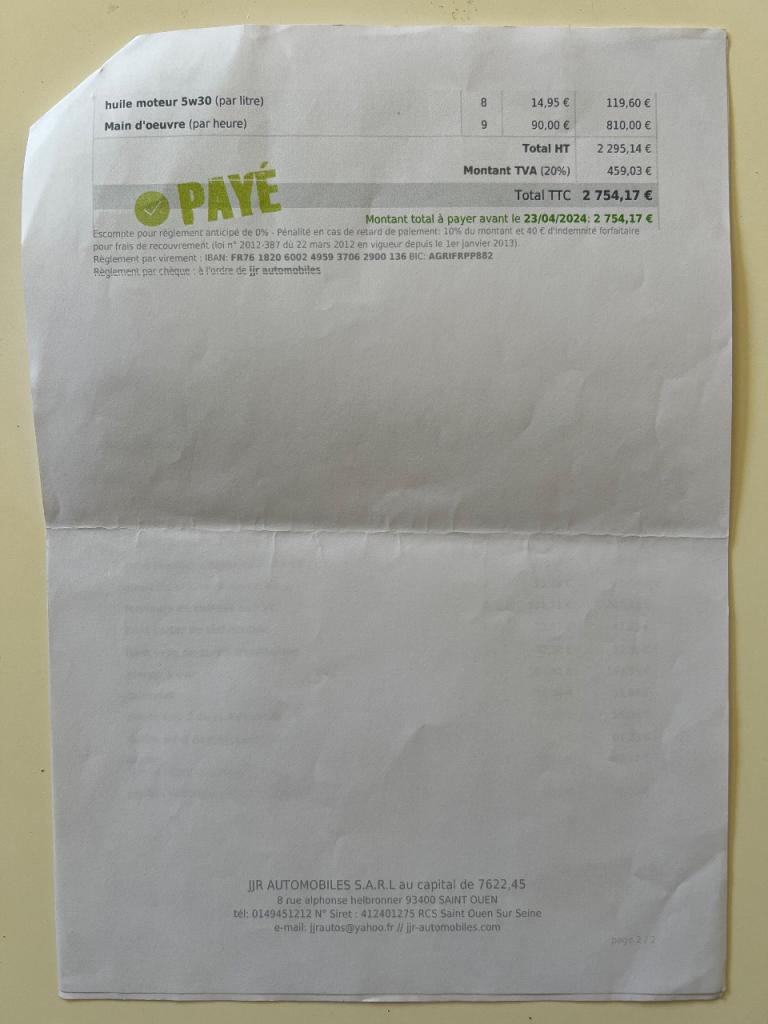 huile moteur 5w30 (par litre) 8 14,95 € 119,60 €
Main d'oeuvre (par heure) 9 90,00 € 810,00 €
Total HT 2 295,14 €
Montant TVA (20%) 459,03 €
PAYÉ
Total TTC 2 754,17 €
Montant total à payer avant le 23/04/2024: 2 754,17 €
Escompte pour règlement anticipé de 0% - Pénalité en cas de retard de paiement: 10% du montant et 40 € d'indemnité forfaitaire
pour frais de recouvrement (loi n° 2012-387 du 22 mars 2012 en vigueur depuis le 1er janvier 2013).
Règlement par virement : IBAN: FR76 1820 6002 4959 3706 2900 136 BIC: AGRIFRPP882
Règlement par chèque : à l'ordre de jjr automobiles
JJR AUTOMOBILES S.A.R.L au capital de 7622,45
8 rue alphonse helbronner 93400 SAINT OUEN
tél: 0149451212 N° Siret : 412401275 RCS Saint Ouen Sur Seine
e-mail: jjrautos@yahoo.fr // jjr-automobiles.com
page 2 / 2